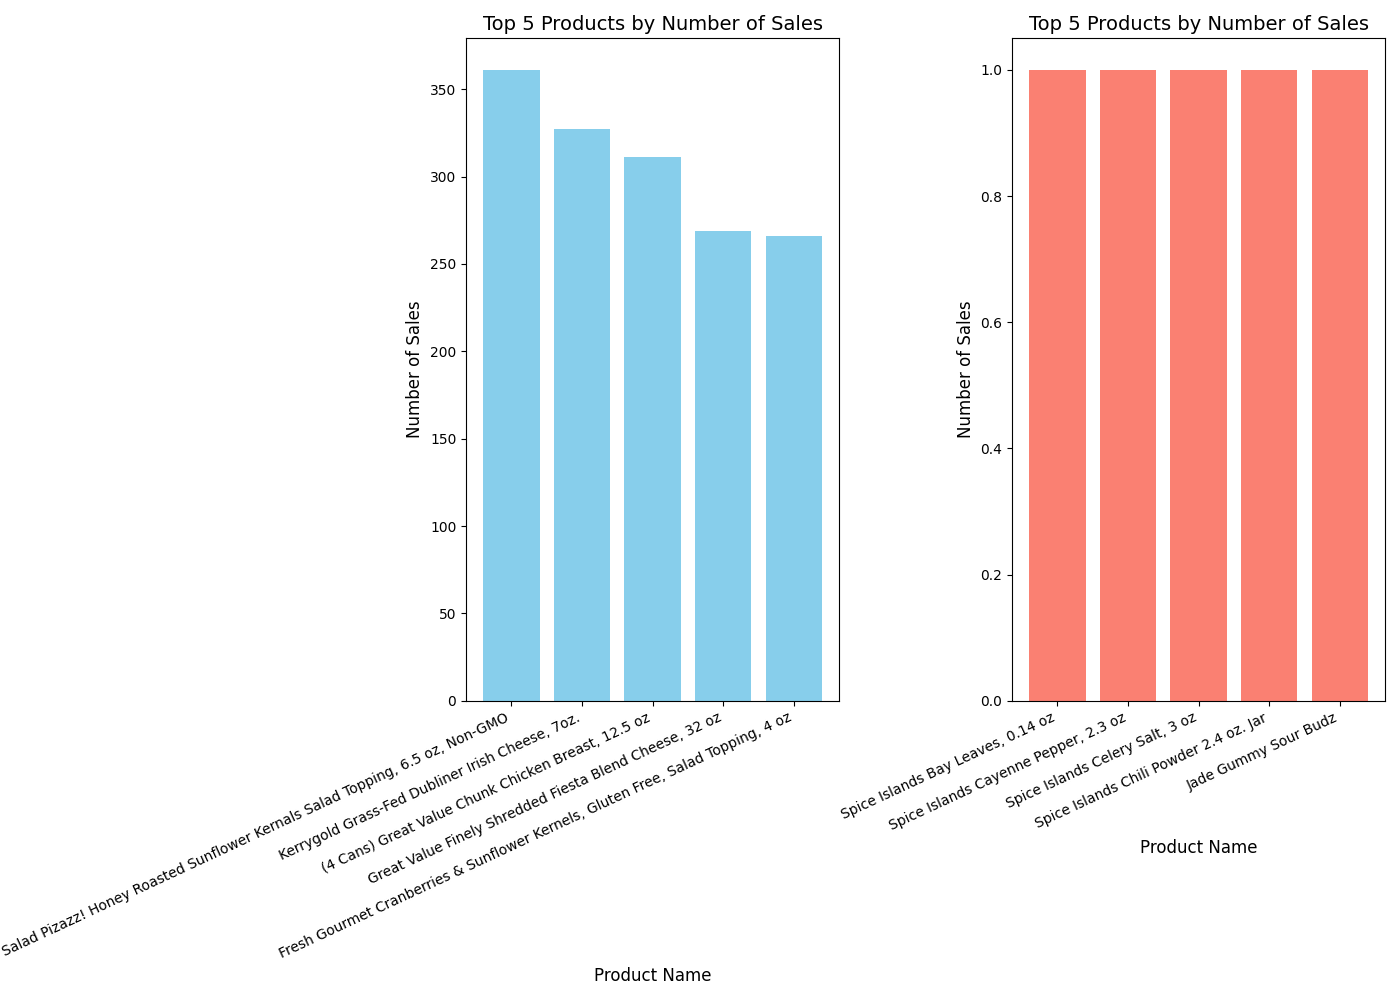 Top 5 Products by Number of Sales
Number of Sales
350
300
250
200
150
100
50
0
Salad Pizazz! Honey Roasted Sunflower Kernals Salad Topping, 6.5 oz, Non-GMO
Kerrygold Grass-Fed Dubliner Irish Cheese, 7oz.
(4 Cans) Great Value Chunk Chicken Breast, 12.5 oz
Great Value Finely Shredded Fiesta Blend Cheese, 32 oz
Fresh Gourmet Cranberries & Sunflower Kernels, Gluten Free, Salad Topping, 4 oz
Product Name
Top 5 Products by Number of Sales
Number of Sales
1.0
0.8
0.6
0.4
0.2
0.0
Spice Islands Bay Leaves, 0.14 oz
Spice Islands Cayenne Pepper, 2.3 oz
Spice Islands Celery Salt, 3 oz
Spice Islands Chili Powder 2.4 oz. Jar
Jade Gummy Sour Budz
Product Name